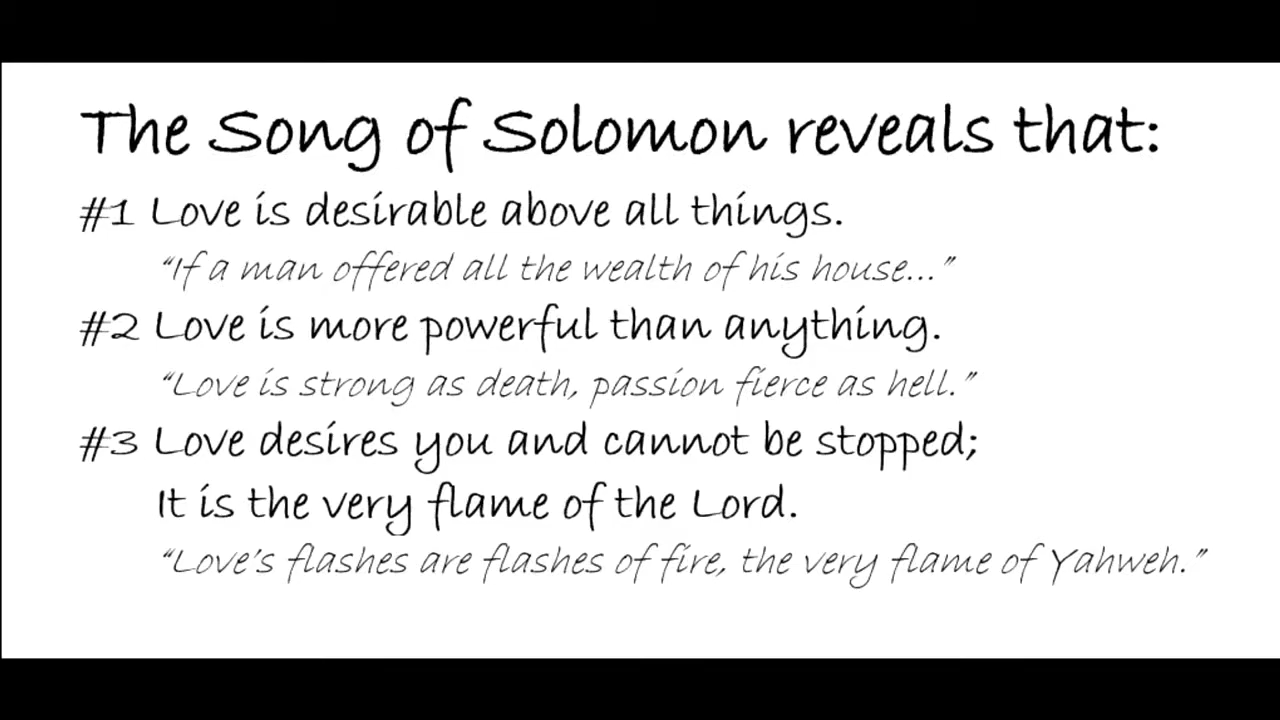 The Song of Solomon reveals that:
#1 Love is desirable above all things.
“If a man offered all the wealth of his house...”
#2 Love is more powerful than anything.
“Love is strong as death, passion fierce as hell.”
#3 Love desires you and cannot be stopped;
It is the very flame of the Lord.
“Love’s flashes are flashes of fire, the very flame of Yahweh.”